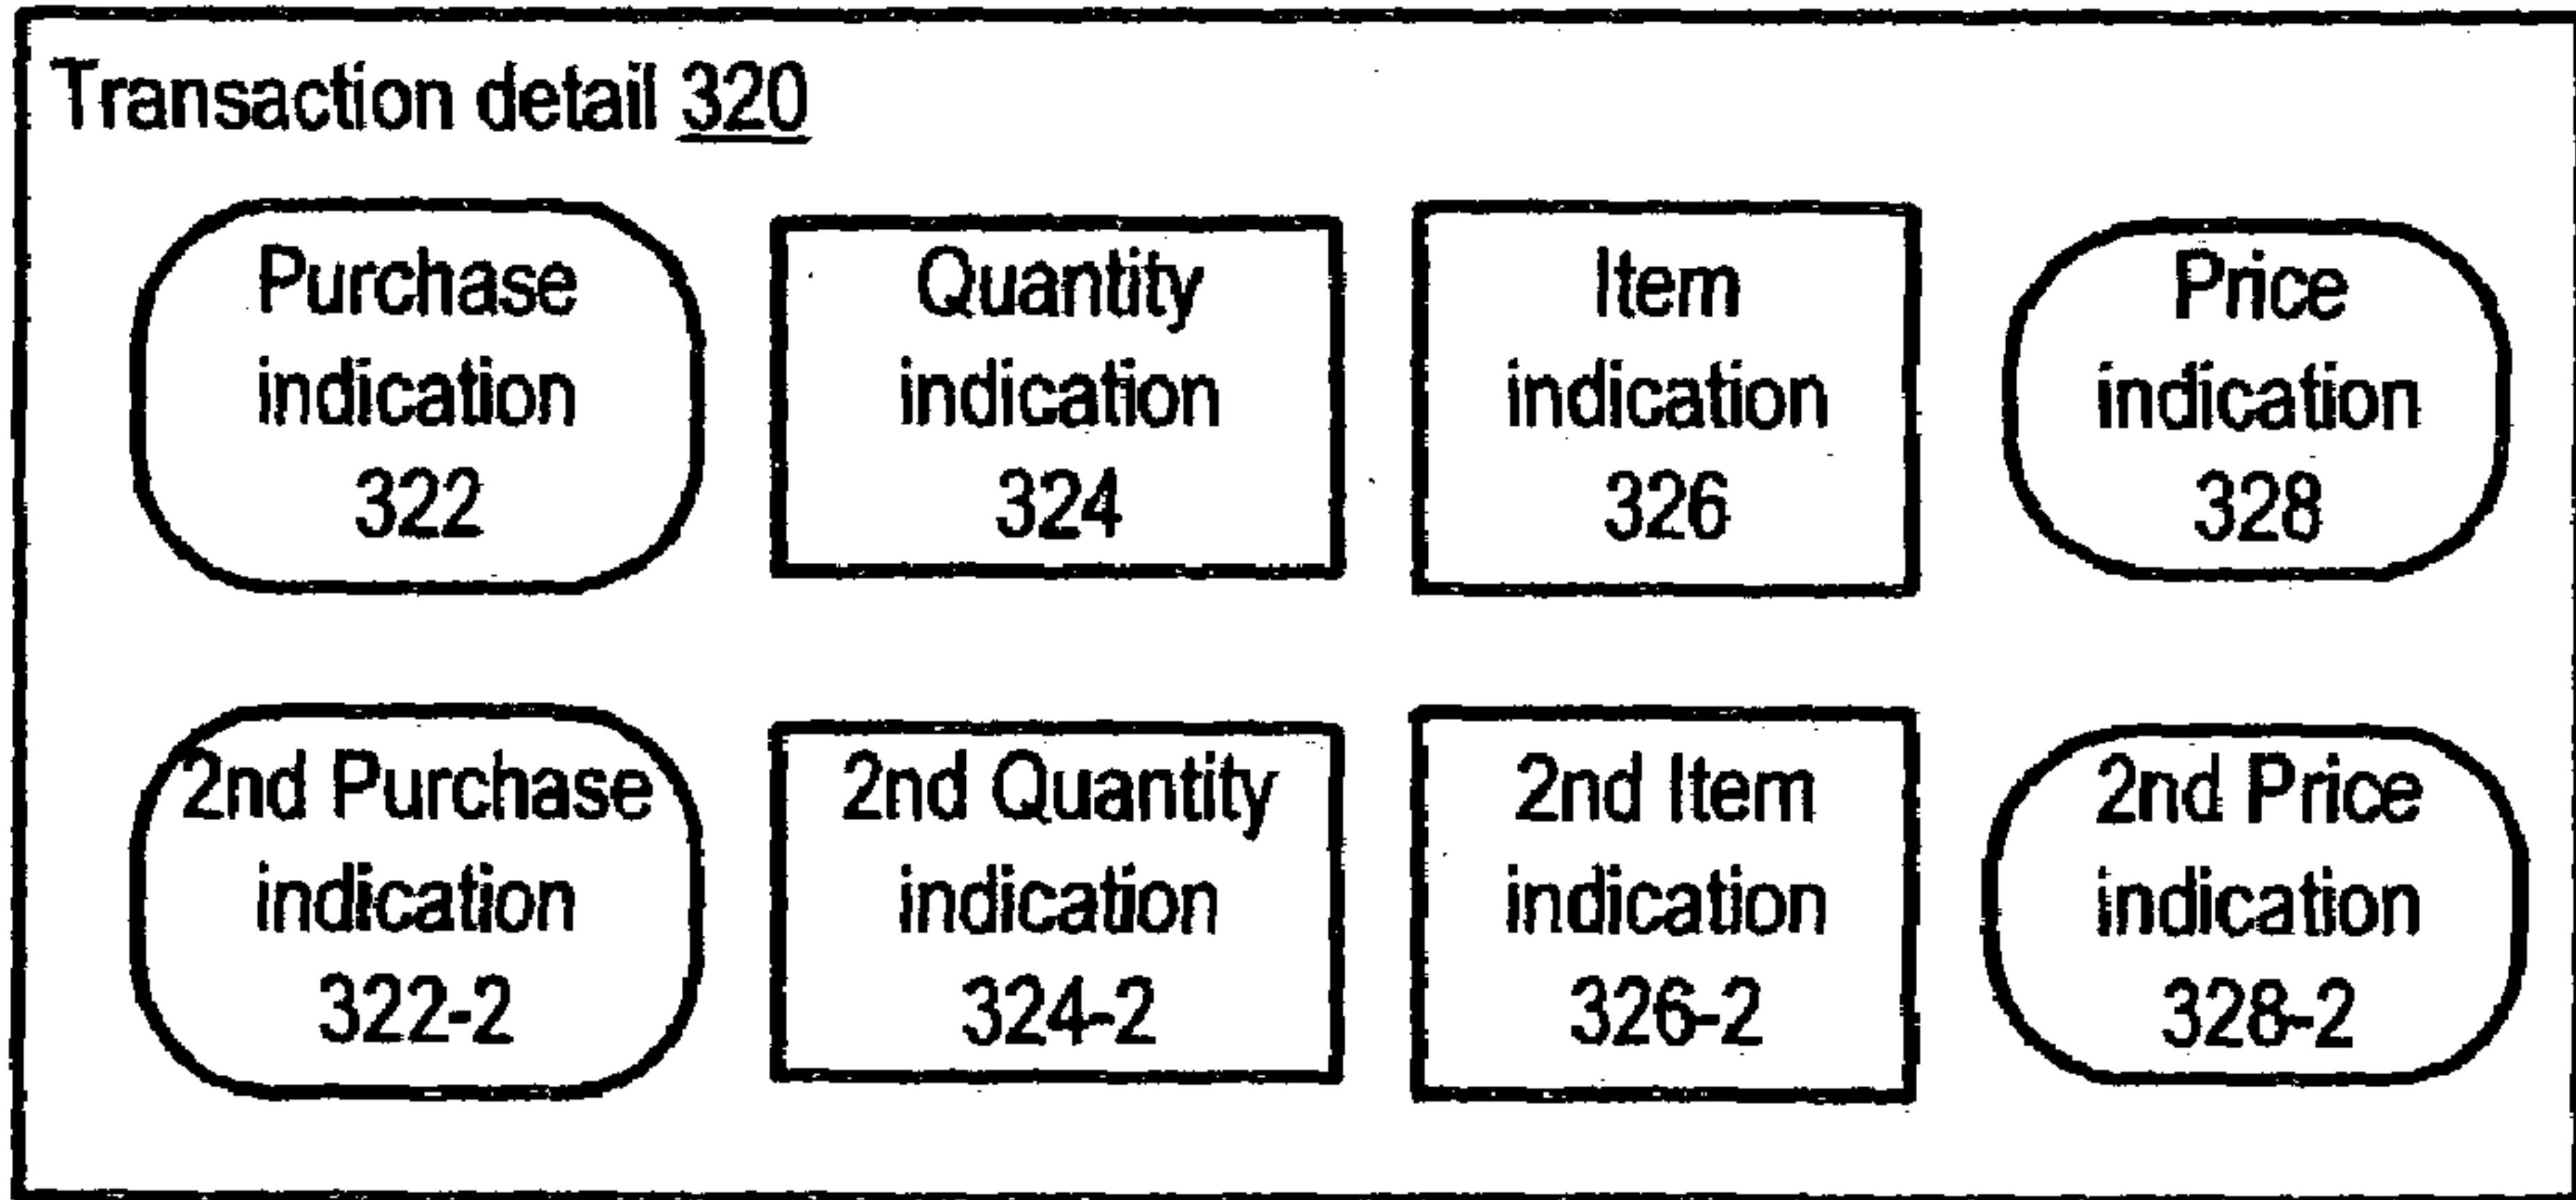 Transaction detail 320
Purchase
indication
322
Quantity
indication
324
Item
indication
326
Price
indication
328
2nd Purchase
indication
322-2
2nd Quantity
indication
324-2
2nd Item
indication
326-2
2nd Price
indication
328-2